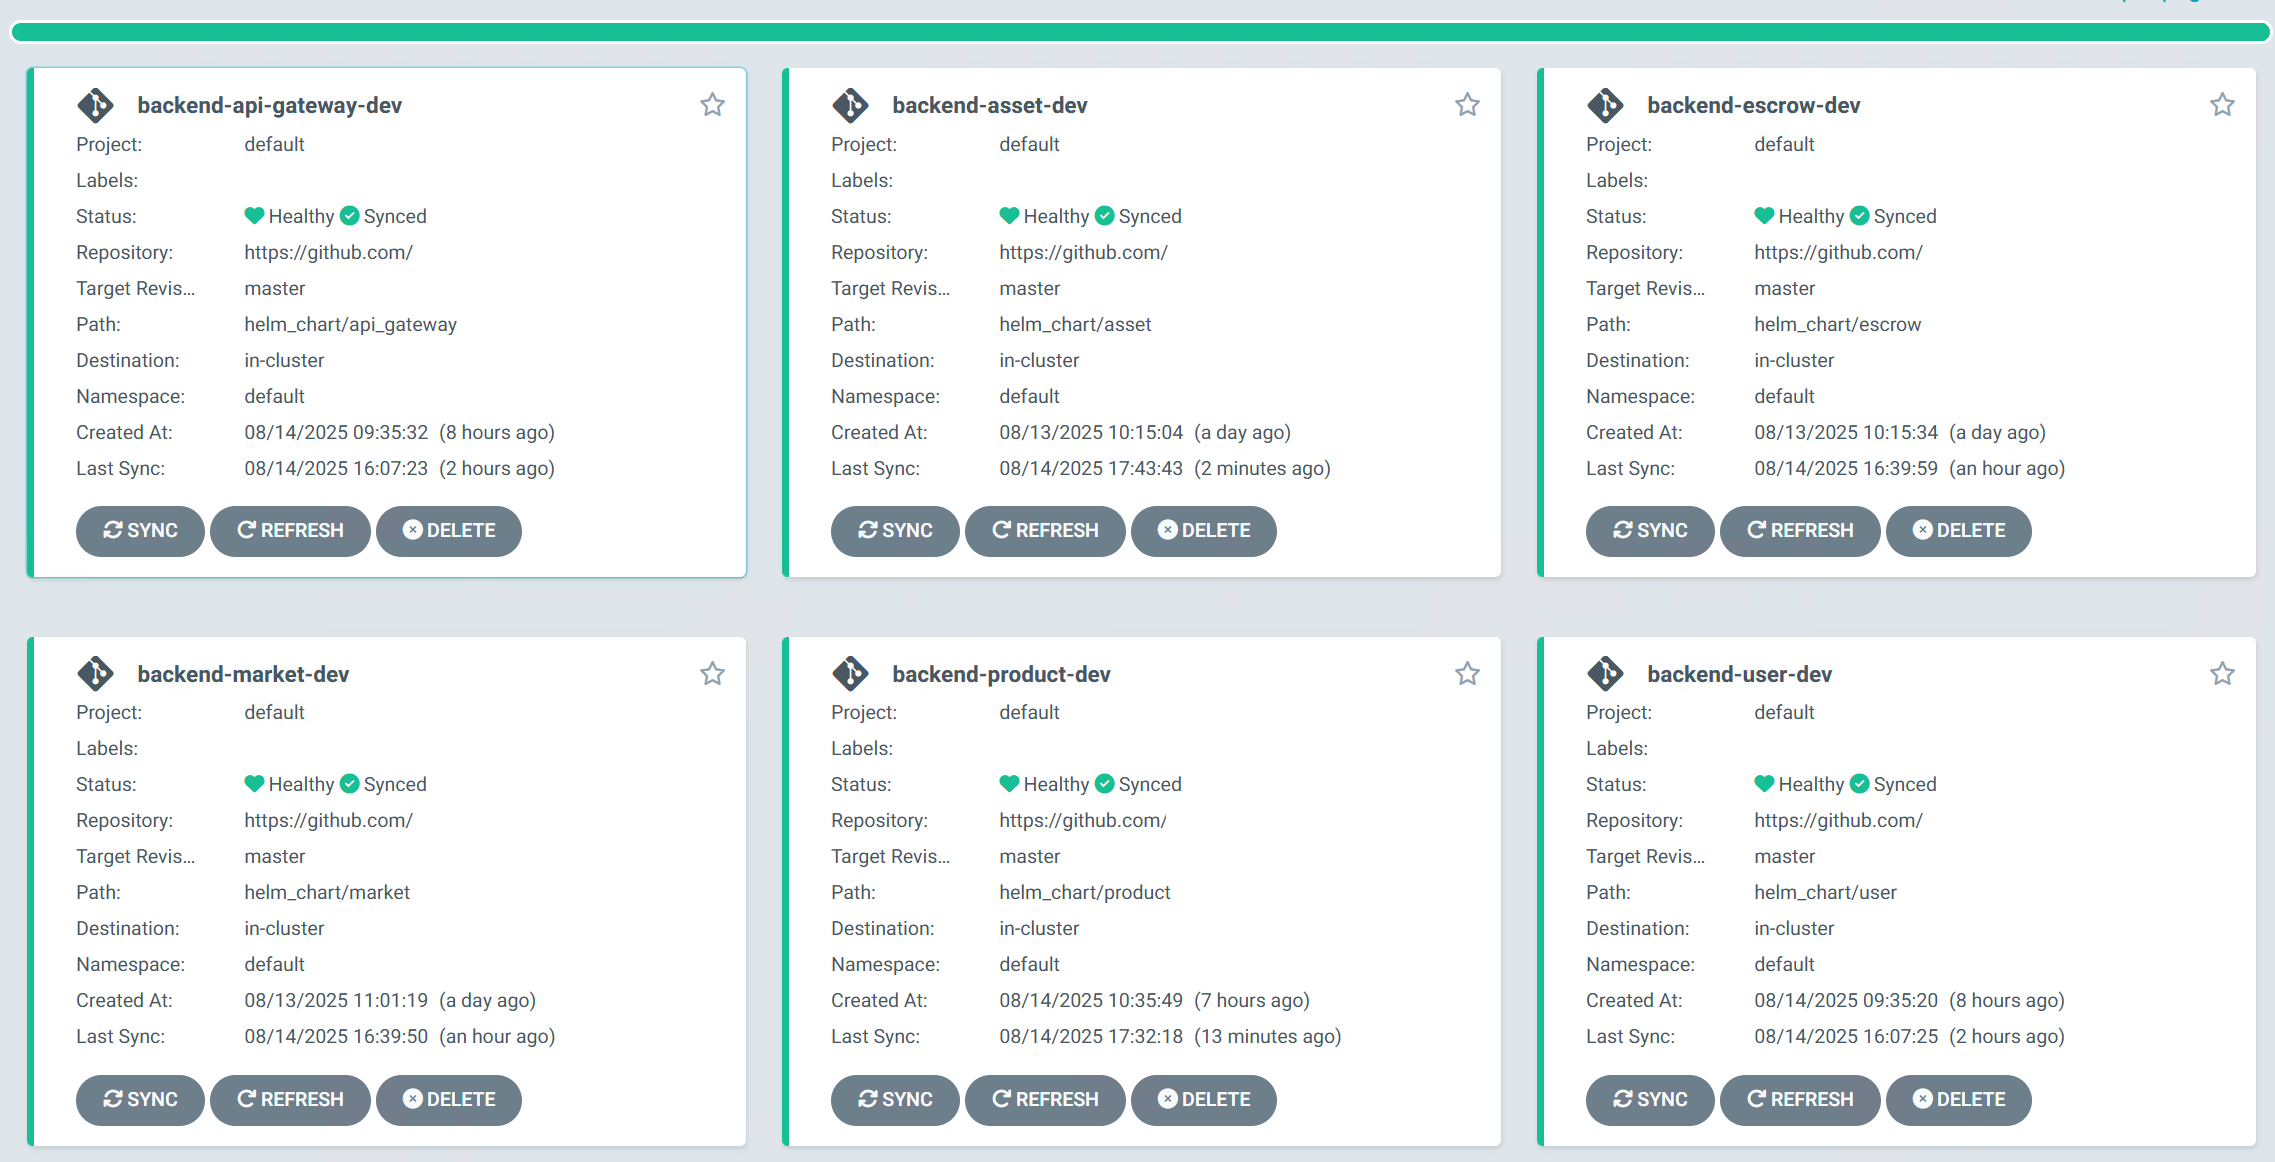 backend-api-gateway-dev
Project: default
Labels:
Status: Healthy Synced
Repository: https://github.com/
Target Revis... master
Path: helm_chart/api_gateway
Destination: in-cluster
Namespace: default
Created At: 08/14/2025 09:35:32 (8 hours ago)
Last Sync: 08/14/2025 16:07:23 (2 hours ago)
SYNC REFRESH DELETE
backend-asset-dev
Project: default
Labels:
Status: Healthy Synced
Repository: https://github.com/
Target Revis... master
Path: helm_chart/asset
Destination: in-cluster
Namespace: default
Created At: 08/13/2025 10:15:04 (a day ago)
Last Sync: 08/14/2025 17:43:43 (2 minutes ago)
SYNC REFRESH DELETE
backend-escrow-dev
Project: default
Labels:
Status: Healthy Synced
Repository: https://github.com/
Target Revis... master
Path: helm_chart/escrow
Destination: in-cluster
Namespace: default
Created At: 08/13/2025 10:15:34 (a day ago)
Last Sync: 08/14/2025 16:39:59 (an hour ago)
SYNC REFRESH DELETE
backend-market-dev
Project: default
Labels:
Status: Healthy Synced
Repository: https://github.com/
Target Revis... master
Path: helm_chart/market
Destination: in-cluster
Namespace: default
Created At: 08/13/2025 11:01:19 (a day ago)
Last Sync: 08/14/2025 16:39:50 (an hour ago)
SYNC REFRESH DELETE
backend-product-dev
Project: default
Labels:
Status: Healthy Synced
Repository: https://github.com/
Target Revis... master
Path: helm_chart/product
Destination: in-cluster
Namespace: default
Created At: 08/14/2025 10:35:49 (7 hours ago)
Last Sync: 08/14/2025 17:32:18 (13 minutes ago)
SYNC REFRESH DELETE
backend-user-dev
Project: default
Labels:
Status: Healthy Synced
Repository: https://github.com/
Target Revis... master
Path: helm_chart/user
Destination: in-cluster
Namespace: default
Created At: 08/14/2025 09:35:20 (8 hours ago)
Last Sync: 08/14/2025 16:07:25 (2 hours ago)
SYNC REFRESH DELETE